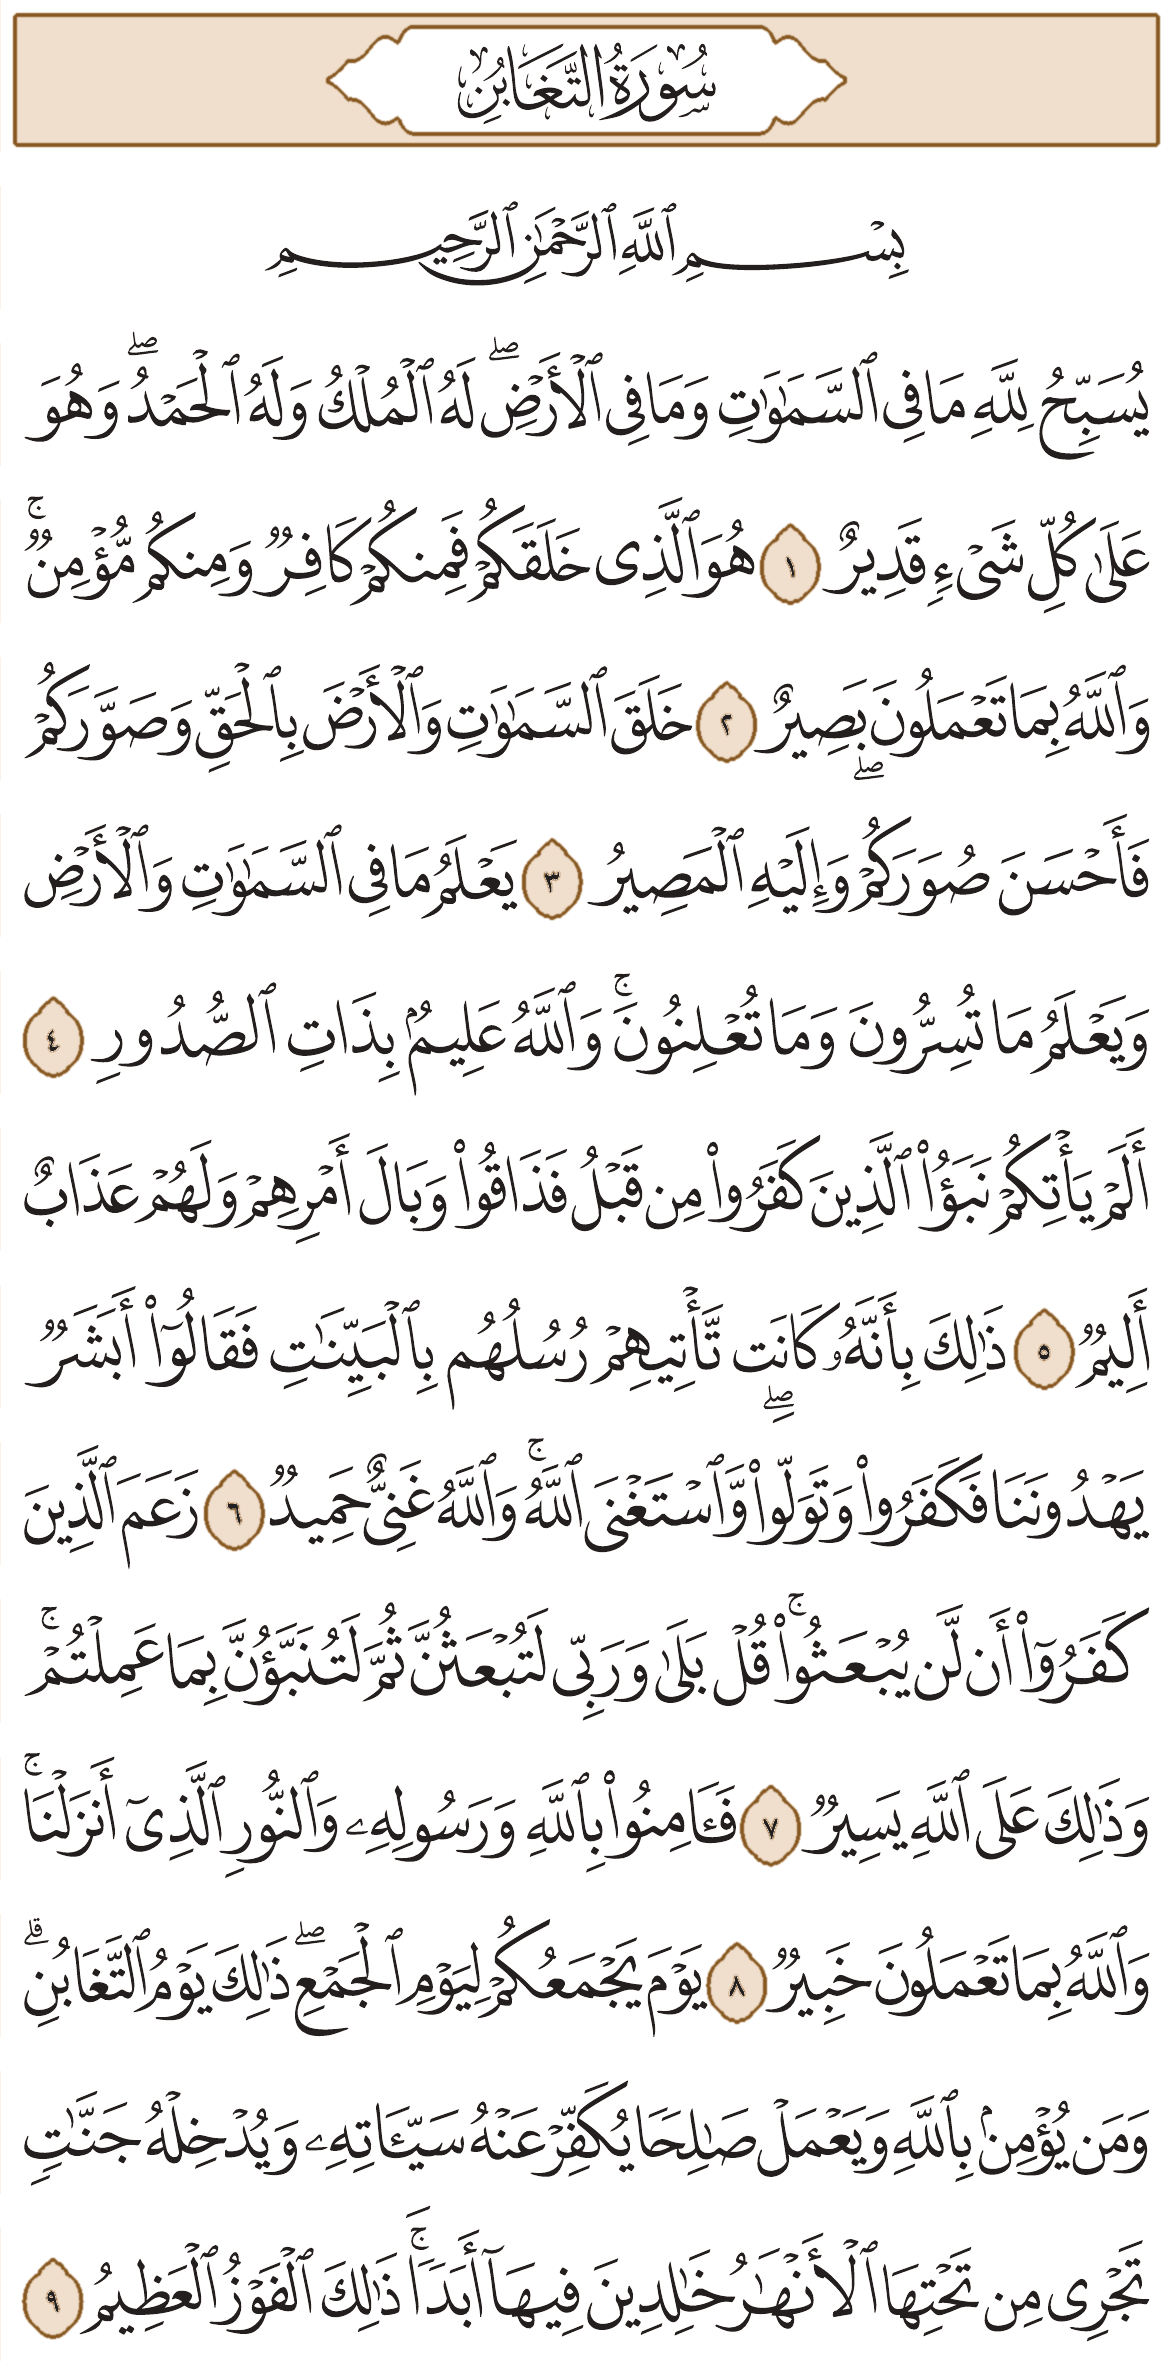 سُورَةُ التَّغَابُنِ
بِسْمِ ٱللَّهِ ٱلرَّحْمَٰنِ ٱلرَّحِيمِ
يُسَبِّحُ لِلَّهِ مَا فِى ٱلسَّمَٰوَٰتِ وَمَا فِى ٱلْأَرْضِ ۖ لَهُ ٱلْمُلْكُ وَلَهُ ٱلْحَمْدُ ۖ وَهُوَ
عَلَىٰ كُلِّ شَىْءٍ قَدِيرٌ ١ هُوَ ٱلَّذِى خَلَقَكُمْ فَمِنكُمْ كَافِرٌ وَمِنكُم مُّؤْمِنٌ ۚ
وَٱللَّهُ بِمَا تَعْمَلُونَ بَصِيرٌ ٢ خَلَقَ ٱلسَّمَٰوَٰتِ وَٱلْأَرْضَ بِٱلْحَقِّ وَصَوَّرَكُمْ
فَأَحْسَنَ صُوَرَكُمْ ۖ وَإِلَيْهِ ٱلْمَصِيرُ ٣ يَعْلَمُ مَا فِى ٱلسَّمَٰوَٰتِ وَٱلْأَرْضِ
وَيَعْلَمُ مَا تُسِرُّونَ وَمَا تُعْلِنُونَ ۚ وَٱللَّهُ عَلِيمٌۢ بِذَاتِ ٱلصُّدُورِ ٤
أَلَمْ يَأْتِكُمْ نَبَؤُا۟ ٱلَّذِينَ كَفَرُوا۟ مِن قَبْلُ فَذَاقُوا۟ وَبَالَ أَمْرِهِمْ وَلَهُمْ عَذَابٌ
أَلِيمٌ ٥ ذَٰلِكَ بِأَنَّهُۥ كَانَت تَّأْتِيهِمْ رُسُلُهُم بِٱلْبَيِّنَٰتِ فَقَالُوٓا۟ أَبَشَرٌ
يَهْدُونَنَا فَكَفَرُوا۟ وَتَوَلَّوا۟ ۖ وَّٱسْتَغْنَى ٱللَّهُ ۚ وَٱللَّهُ غَنِىٌّ حَمِيدٌ ٦ زَعَمَ ٱلَّذِينَ
كَفَرُوٓا۟ أَن لَّن يُبْعَثُوا۟ ۚ قُلْ بَلَىٰ وَرَبِّى لَتُبْعَثُنَّ ثُمَّ لَتُنَبَّؤُنَّ بِمَا عَمِلْتُمْ ۚ
وَذَٰلِكَ عَلَى ٱللَّهِ يَسِيرٌ ٧ فَـَٔامِنُوا۟ بِٱللَّهِ وَرَسُولِهِۦ وَٱلنُّورِ ٱلَّذِىٓ أَنزَلْنَا ۚ
وَٱللَّهُ بِمَا تَعْمَلُونَ خَبِيرٌ ٨ يَوْمَ يَجْمَعُكُمْ لِيَوْمِ ٱلْجَمْعِ ۖ ذَٰلِكَ يَوْمُ ٱلتَّغَابُنِ ۗ
وَمَن يُؤْمِنۢ بِٱللَّهِ وَيَعْمَلْ صَٰلِحًا يُكَفِّرْ عَنْهُ سَيِّـَٔاتِهِۦ وَيُدْخِلْهُ جَنَّٰتٍ
تَجْرِى مِن تَحْتِهَا ٱلْأَنْهَٰرُ خَٰلِدِينَ فِيهَآ أَبَدًا ۚ ذَٰلِكَ ٱلْفَوْزُ ٱلْعَظِيمُ ٩